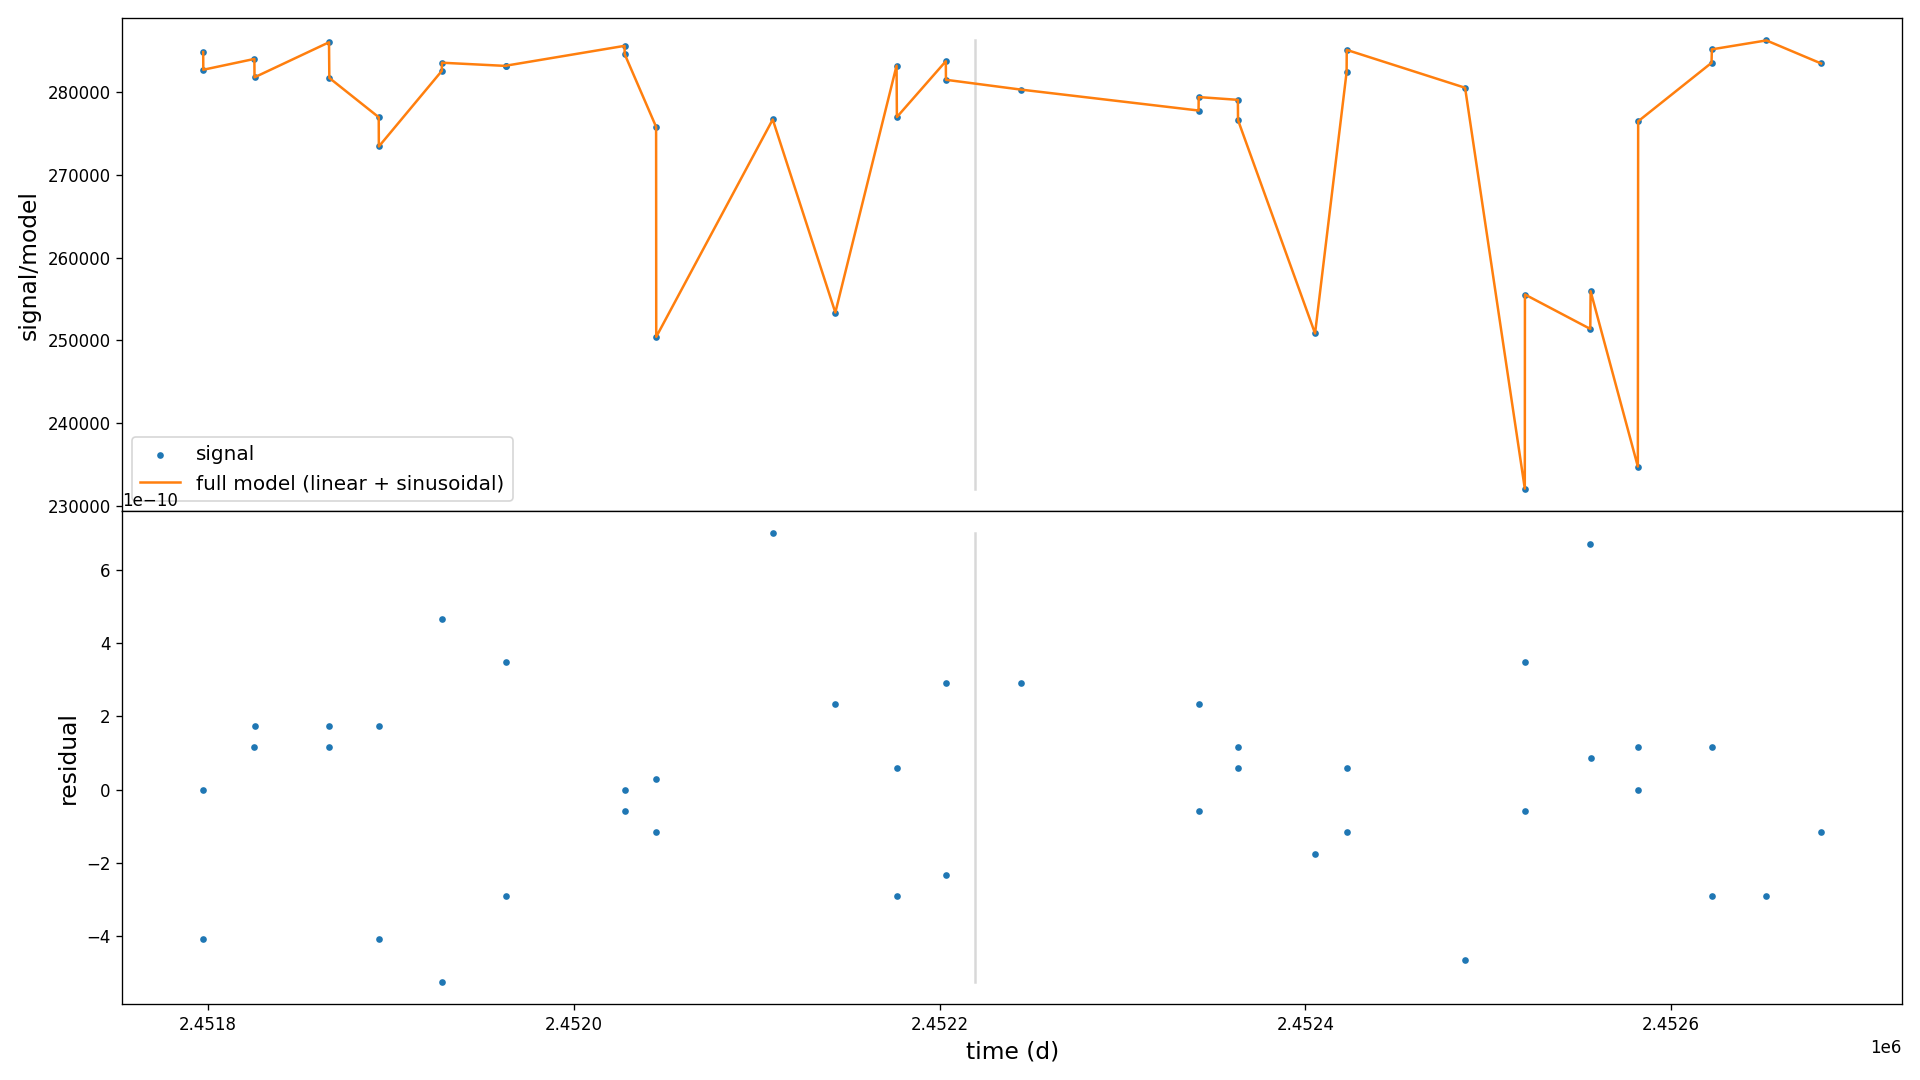 280000
270000
260000
250000
240000
230000
signal/model
signal
full model (linear + sinusoidal)
1e−10
6
4
2
0
−2
−4
residual
2.4518
2.4520
2.4522
2.4524
2.4526
time (d)
1e6